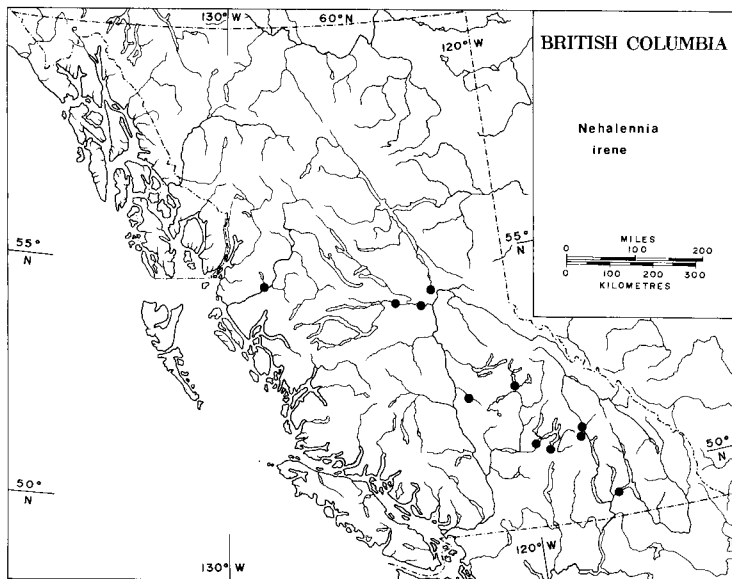 130° W
60° N
120° W
BRITISH COLUMBIA
Nehalennia
irene
55°
N
55°
N
MILES
0 100 200
0 100 200 300
KILOMETRES
50°
N
50°
N
130° W
120° W